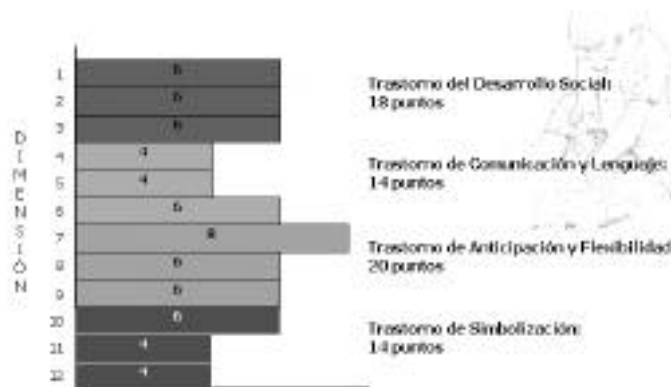 1 6
2 6
3 6
Trastorno del Desarrollo Social:
18 puntos
4 4
5 4
6 6
Trastorno de Comunicación y Lenguaje:
14 puntos
7 8
8 6
9 6
Trastorno de Anticipación y Flexibilidad
20 puntos
10 6
11 4
12 4
Trastorno de Simbolización:
14 puntos
DIMENSIÓN